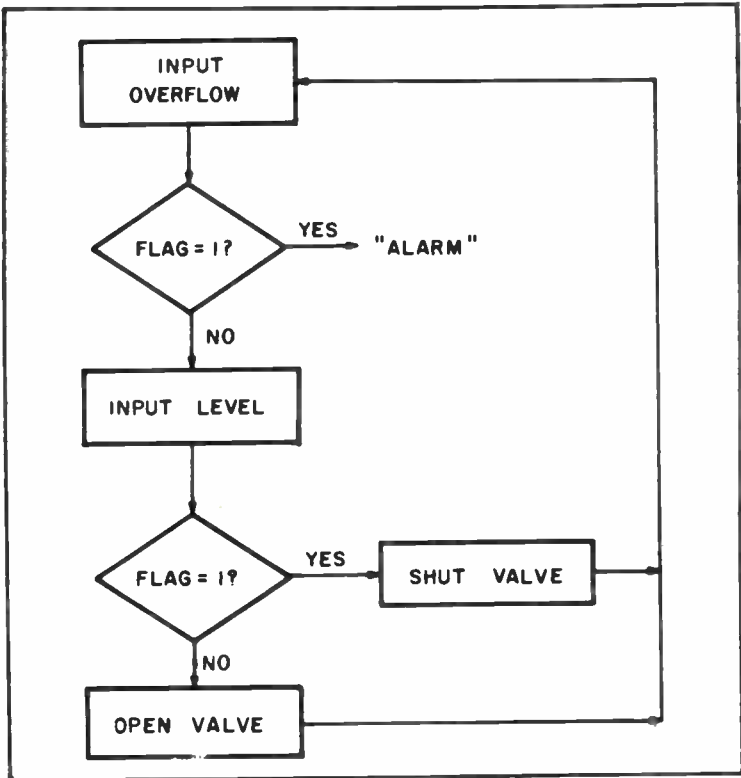 INPUT
OVERFLOW
FLAG = 1?
YES
"ALARM"
NO
INPUT LEVEL
FLAG = 1?
YES
SHUT VALVE
NO
OPEN VALVE